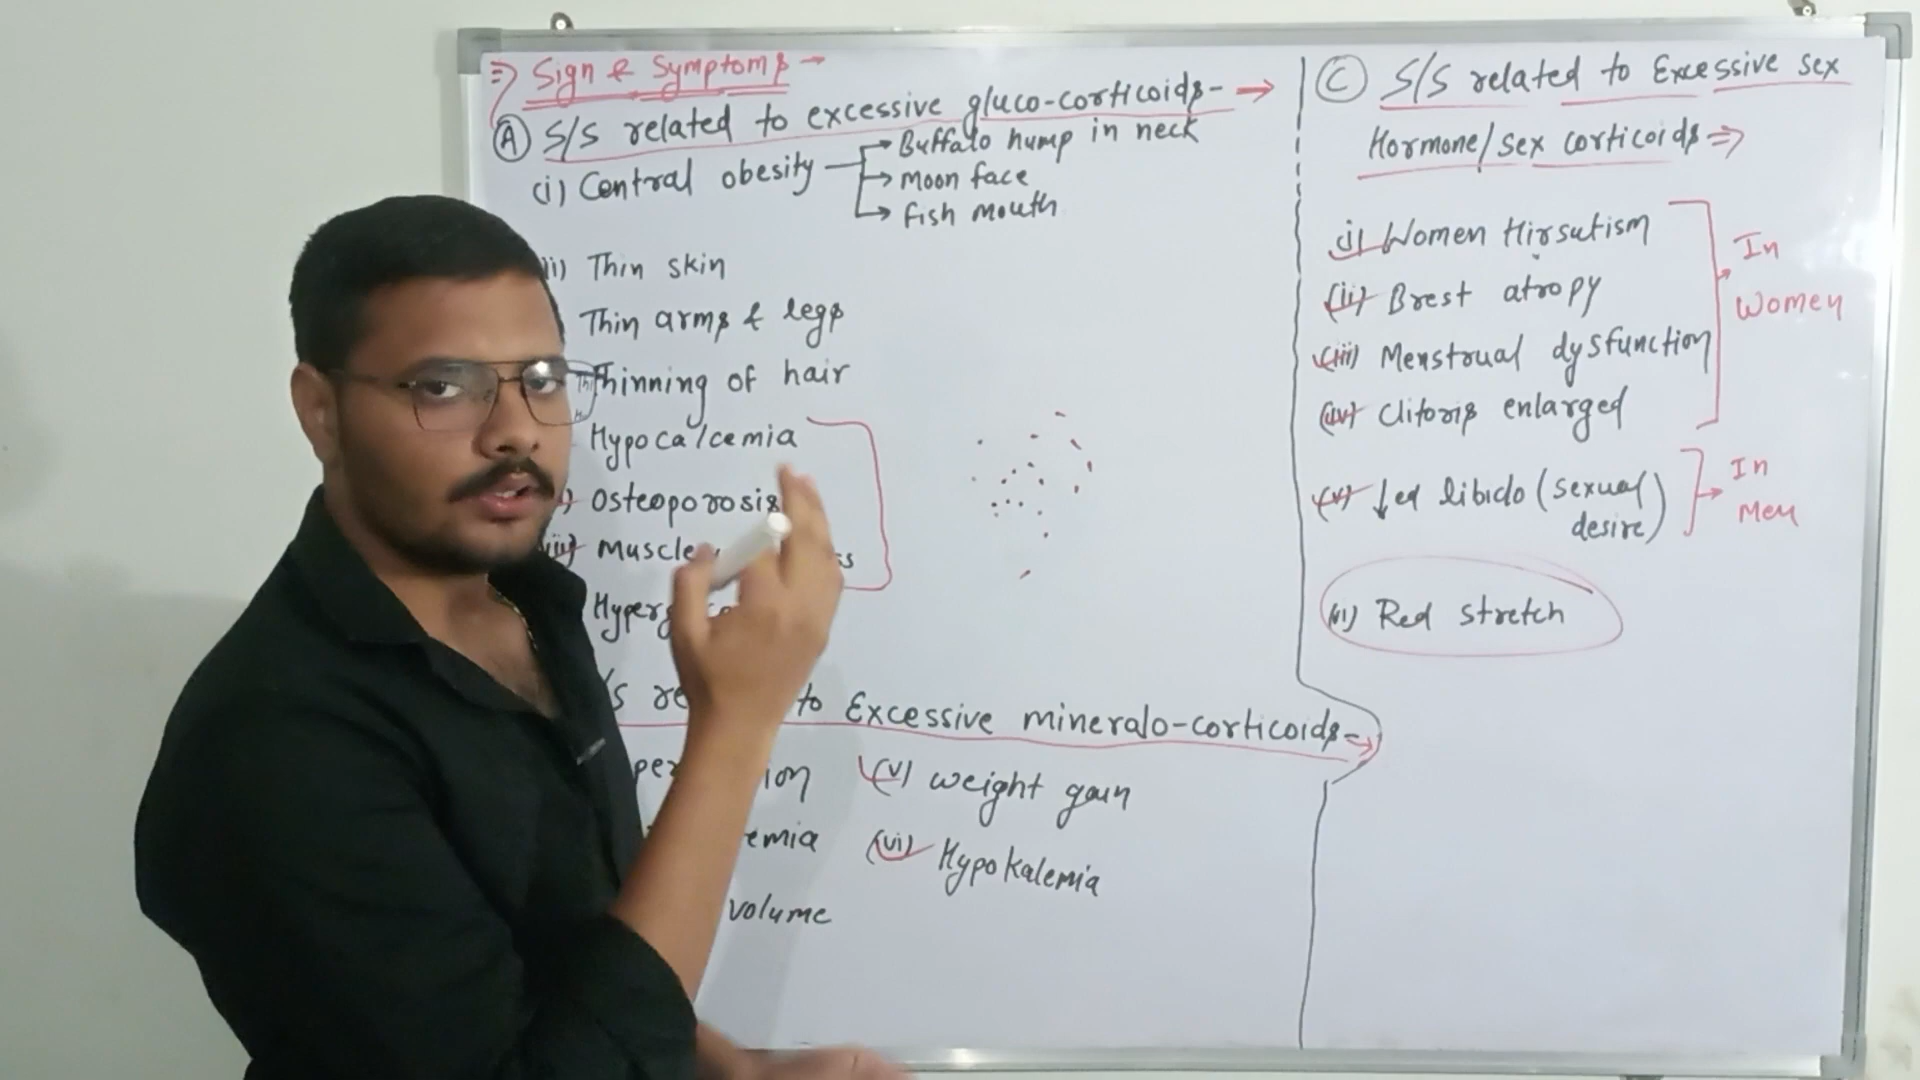 ⇒ Sign & Symptoms →
(A) S/S related to excessive gluco-corticoids- →
(i) Central obesity → Buffalo hump in neck
→ Moon face
→ fish mouth
Thin skin
Thin arms & legs
Thinning of hair
Hypocalcemia
Osteoporosis
Muscle
to Excessive mineralo-corticoids- →
(v) weight gain
(vi) Hypokalemia
volume
(C) S/S related to Excessive sex
Hormone/sex corticoids ⇒
(i) Women Hirsutism
(ii) Brest atropy
(iii) Menstrual dysfunction
(iv) Clitoris enlarged
In
Women
(v) ↓ed libido (sexual
desire)
In
Men
(vi) Red stretch